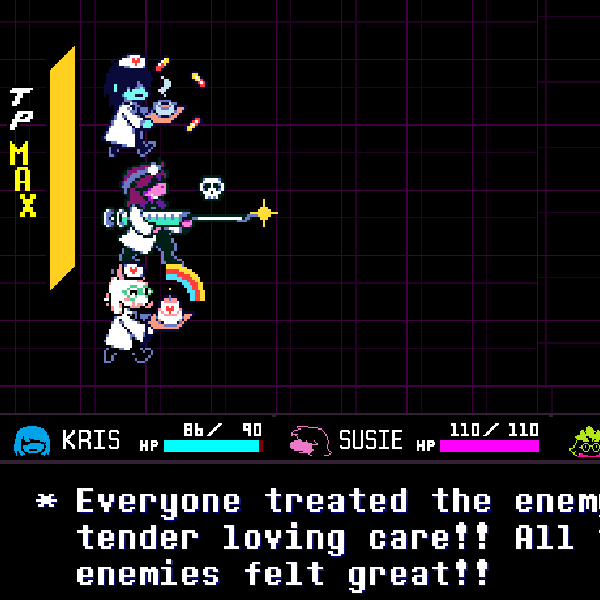 TP
MAX
KRIS HP 86/ 90 SUSIE HP 110/ 110
* Everyone treated the enemy
tender loving care!! All
enemies felt great!!